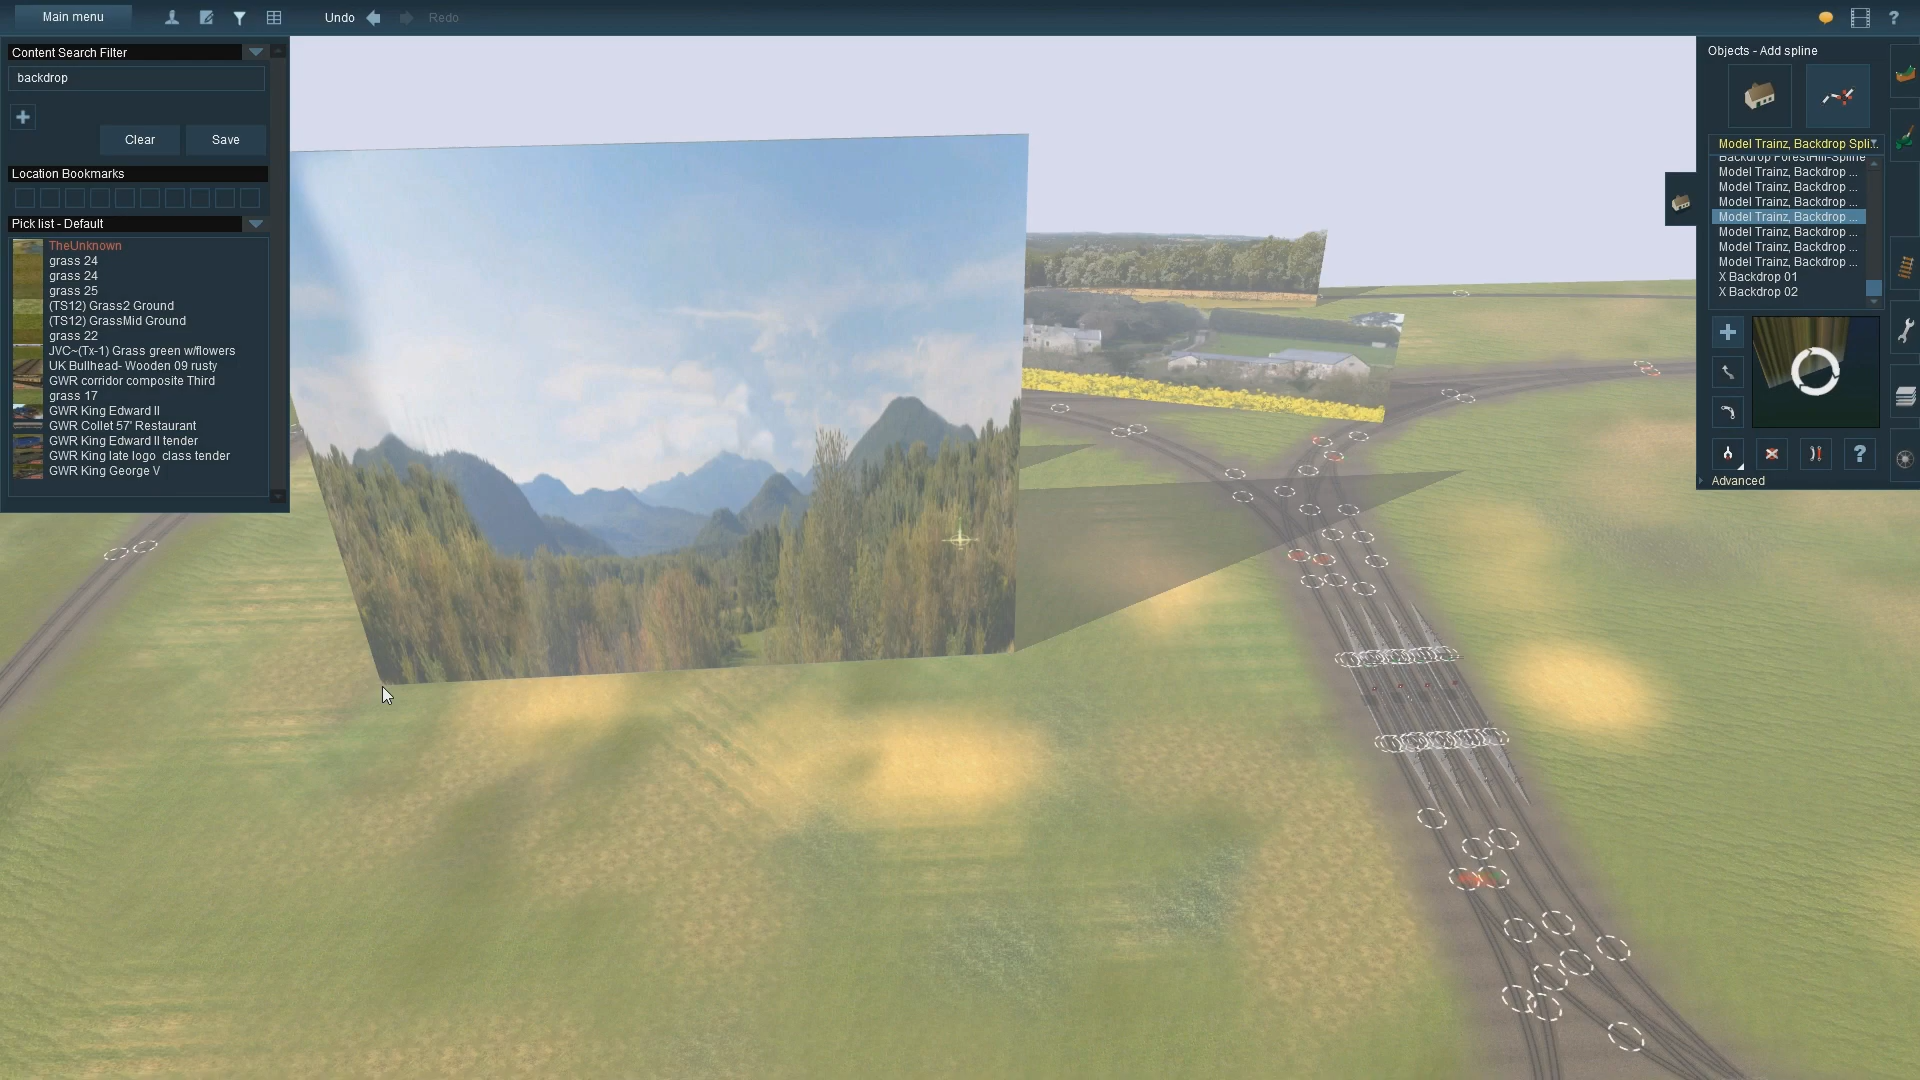 Main menu
Undo
Redo
?
Content Search Filter
backdrop
Clear
Save
Location Bookmarks
Pick list - Default
TheUnknown
grass 24
grass 24
grass 25
(TS12) Grass2 Ground
(TS12) GrassMid Ground
grass 22
JVC~(Tx-1) Grass green w/flowers
UK Bullhead- Wooden 09 rusty
GWR corridor composite Third
grass 17
GWR King Edward II
GWR Collet 57' Restaurant
GWR King Edward II tender
GWR King late logo class tender
GWR King George V
Objects - Add spline
Model Trainz, Backdrop Spli...
Backdrop ForestHill-Spline
Model Trainz, Backdrop ...
Model Trainz, Backdrop ...
Model Trainz, Backdrop ...
Model Trainz, Backdrop ...
Model Trainz, Backdrop ...
Model Trainz, Backdrop ...
Model Trainz, Backdrop ...
X Backdrop 01
X Backdrop 02
?
Advanced